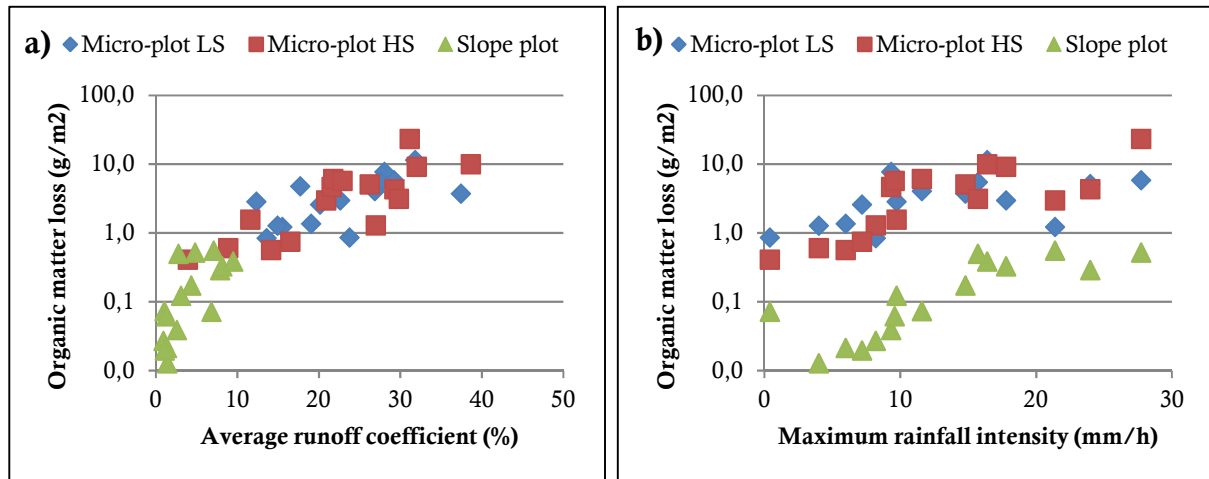 a) Micro-plot LS Micro-plot HS Slope plot
Organic matter loss (g/m2)
100,0
10,0
1,0
0,1
0,0
0 10 20 30 40 50
Average runoff coefficient (%)
b) Micro-plot LS Micro-plot HS Slope plot
Organic matter loss (g/m2)
100,0
10,0
1,0
0,1
0,0
0 10 20 30
Maximum rainfall intensity (mm/h)